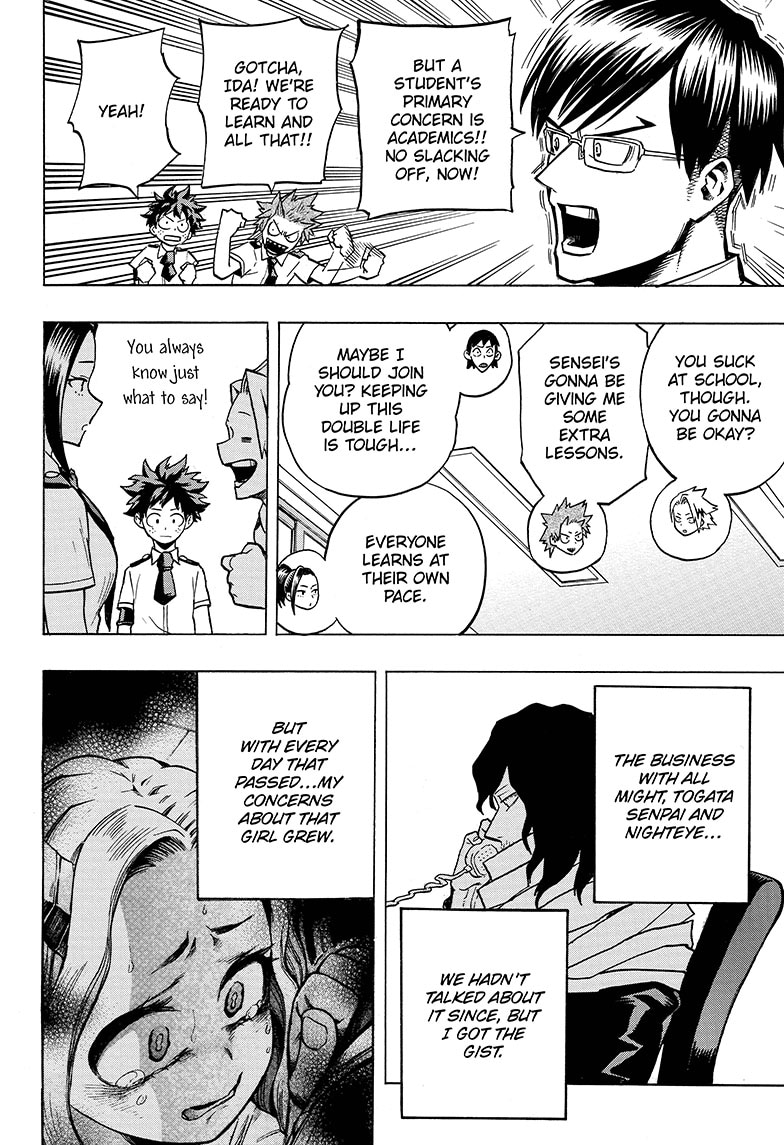 BUT A
STUDENT'S
PRIMARY
CONCERN IS
ACADEMICS!!
NO SLACKING
OFF, NOW!
GOTCHA,
IDA! WE'RE
READY TO
LEARN AND
ALL THAT!!
YEAH!
YOU SUCK
AT SCHOOL,
THOUGH.
YOU GONNA
BE OKAY?
SENSEI'S
GONNA BE
GIVING ME
SOME
EXTRA
LESSONS.
MAYBE I
SHOULD JOIN
YOU? KEEPING
UP THIS
DOUBLE LIFE
IS TOUGH...
EVERYONE
LEARNS AT
THEIR OWN
PACE.
You always
know just
what to say!
THE BUSINESS
WITH ALL
MIGHT, TOGATA
SENPAI AND
NIGHTEYE...
WE HADN'T
TALKED ABOUT
IT SINCE, BUT
I GOT THE
GIST.
BUT
WITH EVERY
DAY THAT
PASSED...MY
CONCERNS
ABOUT THAT
GIRL GREW.